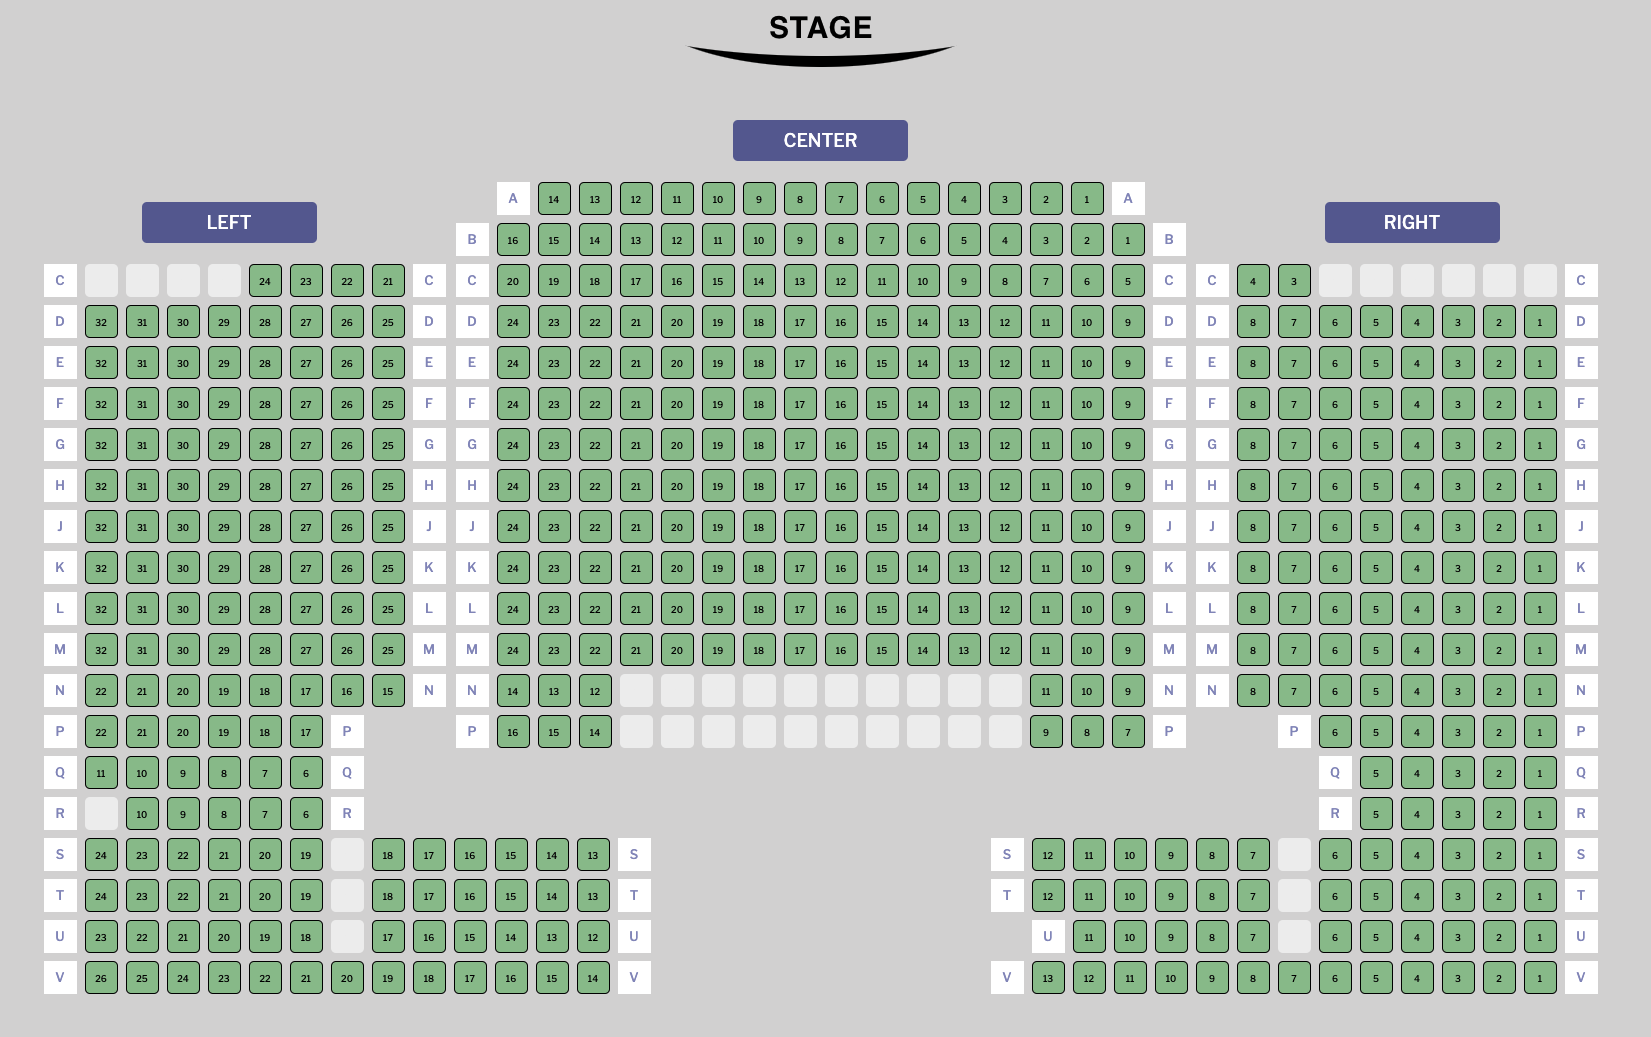 STAGE
CENTER
A 14 13 12 11 10 9 8 7 6 5 4 3 2 1 A
LEFT RIGHT
B 16 15 14 13 12 11 10 9 8 7 6 5 4 3 2 1 B
C 24 23 22 21 C C 20 19 18 17 16 15 14 13 12 11 10 9 8 7 6 5 C C 4 3 C
D 32 31 30 29 28 27 26 25 D D 24 23 22 21 20 19 18 17 16 15 14 13 12 11 10 9 D D 8 7 6 5 4 3 2 1 D
E 32 31 30 29 28 27 26 25 E E 24 23 22 21 20 19 18 17 16 15 14 13 12 11 10 9 E E 8 7 6 5 4 3 2 1 E
F 32 31 30 29 28 27 26 25 F F 24 23 22 21 20 19 18 17 16 15 14 13 12 11 10 9 F F 8 7 6 5 4 3 2 1 F
G 32 31 30 29 28 27 26 25 G G 24 23 22 21 20 19 18 17 16 15 14 13 12 11 10 9 G G 8 7 6 5 4 3 2 1 G
H 32 31 30 29 28 27 26 25 H H 24 23 22 21 20 19 18 17 16 15 14 13 12 11 10 9 H H 8 7 6 5 4 3 2 1 H
J 32 31 30 29 28 27 26 25 J J 24 23 22 21 20 19 18 17 16 15 14 13 12 11 10 9 J J 8 7 6 5 4 3 2 1 J
K 32 31 30 29 28 27 26 25 K K 24 23 22 21 20 19 18 17 16 15 14 13 12 11 10 9 K K 8 7 6 5 4 3 2 1 K
L 32 31 30 29 28 27 26 25 L L 24 23 22 21 20 19 18 17 16 15 14 13 12 11 10 9 L L 8 7 6 5 4 3 2 1 L
M 32 31 30 29 28 27 26 25 M M 24 23 22 21 20 19 18 17 16 15 14 13 12 11 10 9 M M 8 7 6 5 4 3 2 1 M
N 22 21 20 19 18 17 16 15 N N 14 13 12 11 10 9 N N 8 7 6 5 4 3 2 1 N
P 22 21 20 19 18 17 P P 16 15 14 9 8 7 P P 6 5 4 3 2 1 P
Q 11 10 9 8 7 6 Q Q 5 4 3 2 1 Q
R 10 9 8 7 6 R R 5 4 3 2 1 R
S 24 23 22 21 20 19 18 17 16 15 14 13 S S 12 11 10 9 8 7 6 5 4 3 2 1 S
T 24 23 22 21 20 19 18 17 16 15 14 13 T T 12 11 10 9 8 7 6 5 4 3 2 1 T
U 23 22 21 20 19 18 17 16 15 14 13 12 U U 11 10 9 8 7 6 5 4 3 2 1 U
V 26 25 24 23 22 21 20 19 18 17 16 15 14 V V 13 12 11 10 9 8 7 6 5 4 3 2 1 V